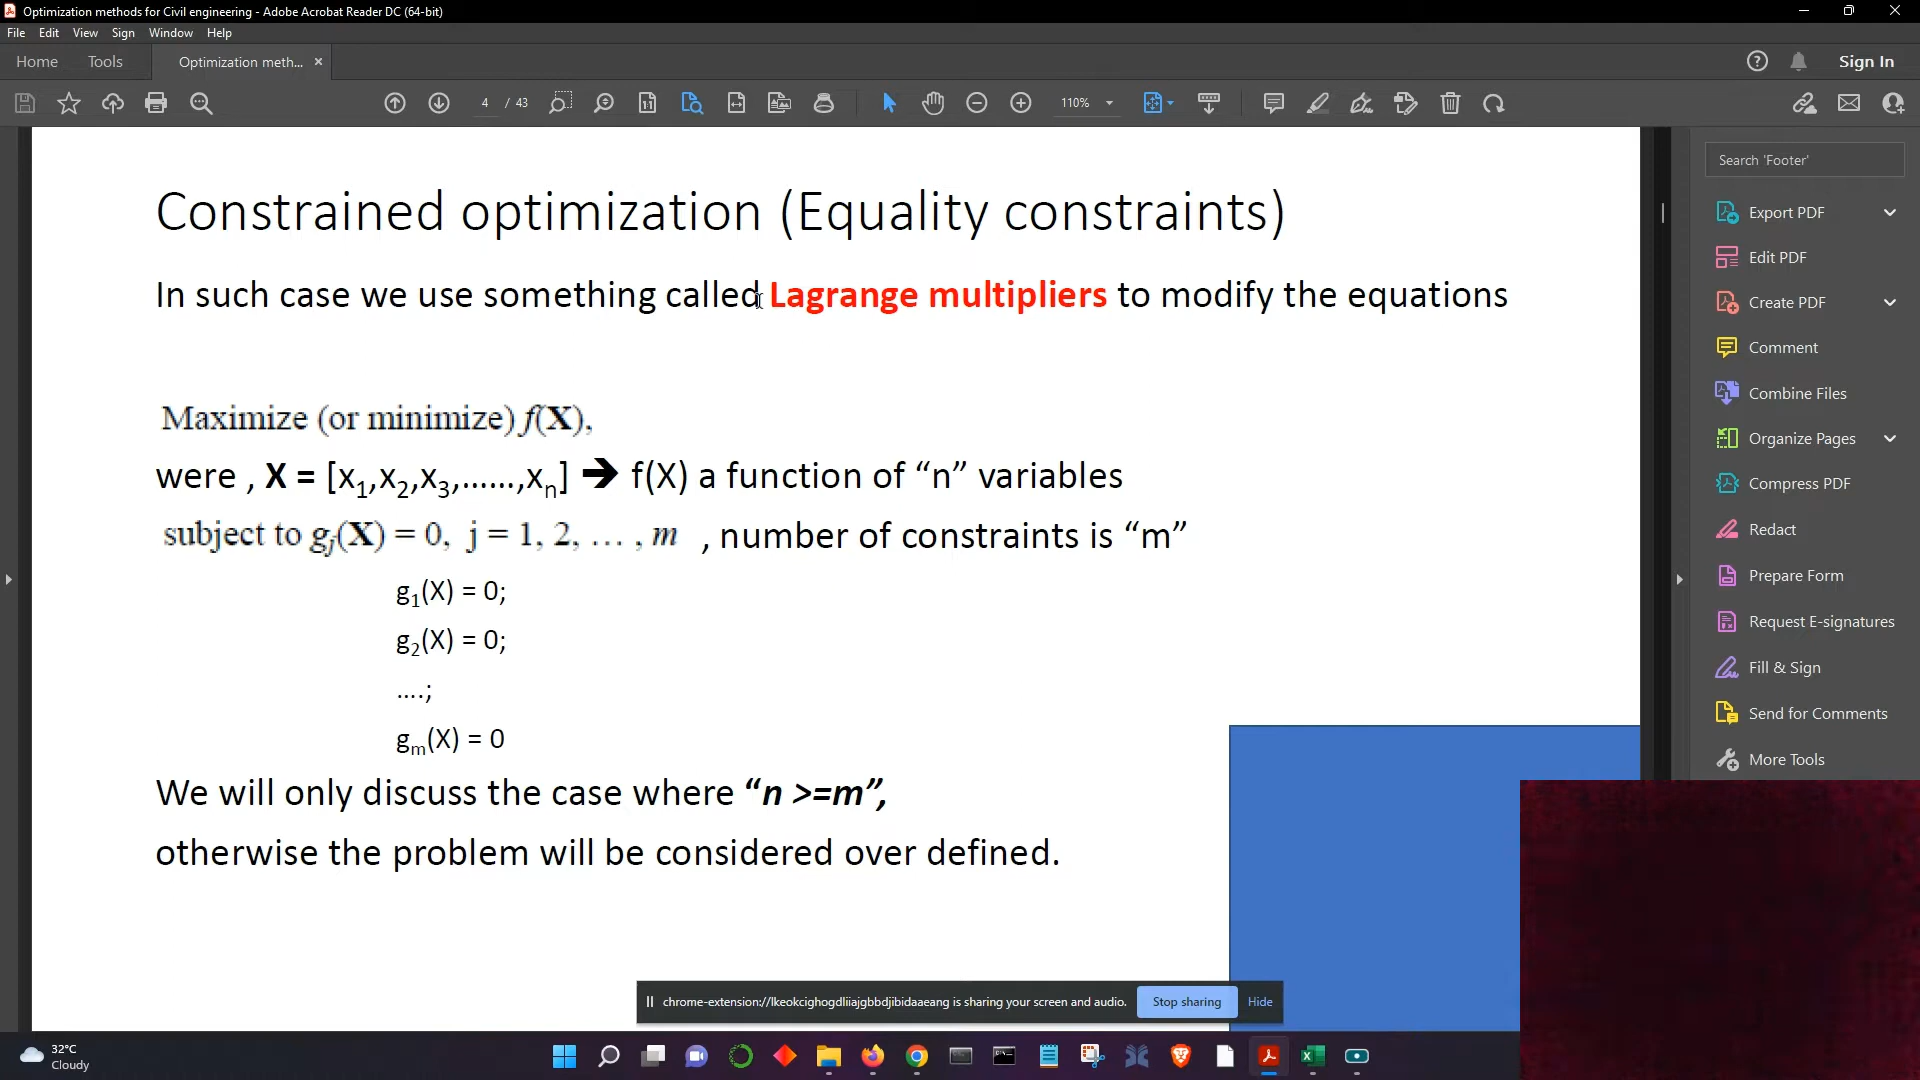 Optimization methods for Civil engineering - Adobe Acrobat Reader DC (64-bit)
File Edit View Sign Window Help
Home Tools Optimization meth... × Sign In
4 / 43 110%
Constrained optimization (Equality constraints)
In such case we use something called Lagrange multipliers to modify the equations
Maximize (or minimize) f(X),
were , X = [x1,x2,x3,......,xn] ➔ f(X) a function of “n” variables
subject to gj(X) = 0, j = 1, 2, … , m , number of constraints is “m”
g1(X) = 0;
g2(X) = 0;
....;
gm(X) = 0
We will only discuss the case where “n >=m”,
otherwise the problem will be considered over defined.
Search 'Footer'
Export PDF
Edit PDF
Create PDF
Comment
Combine Files
Organize Pages
Compress PDF
Redact
Prepare Form
Request E-signatures
Fill & Sign
Send for Comments
More Tools
chrome-extension://lkeokcighogdliiajgbbdjibidaaeang is sharing your screen and audio. Stop sharing Hide
32°C
Cloudy